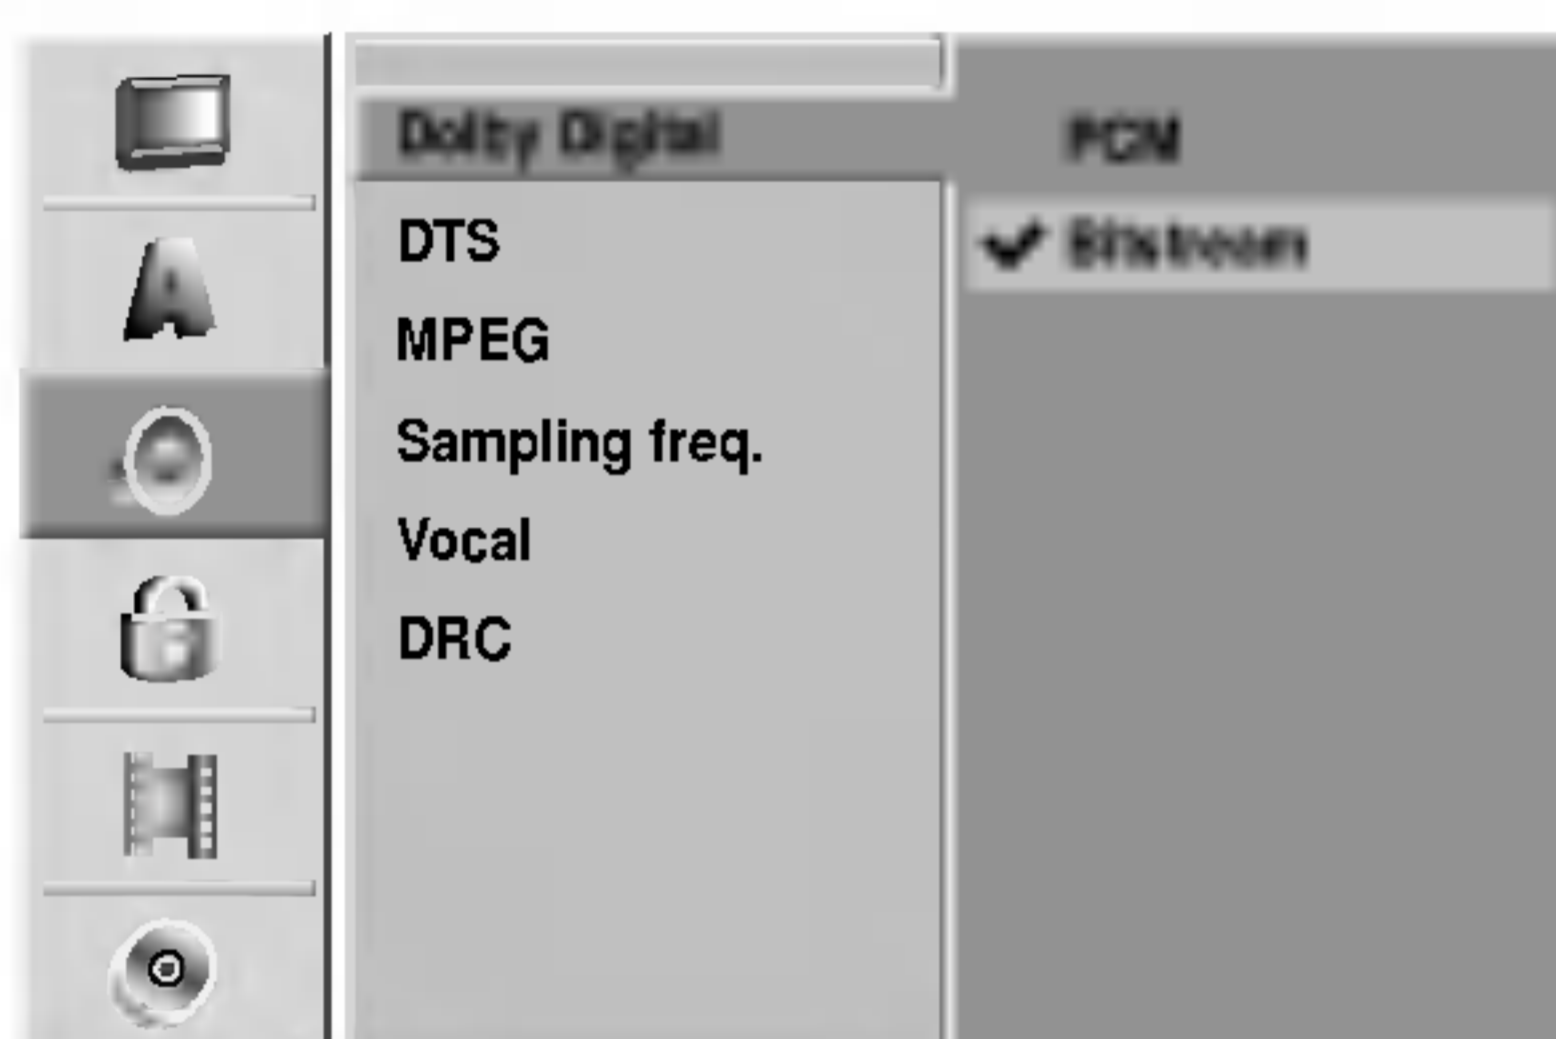 Dolby Digital
PCM
DTS
Bitstream
MPEG
Sampling freq.
Vocal
DRC